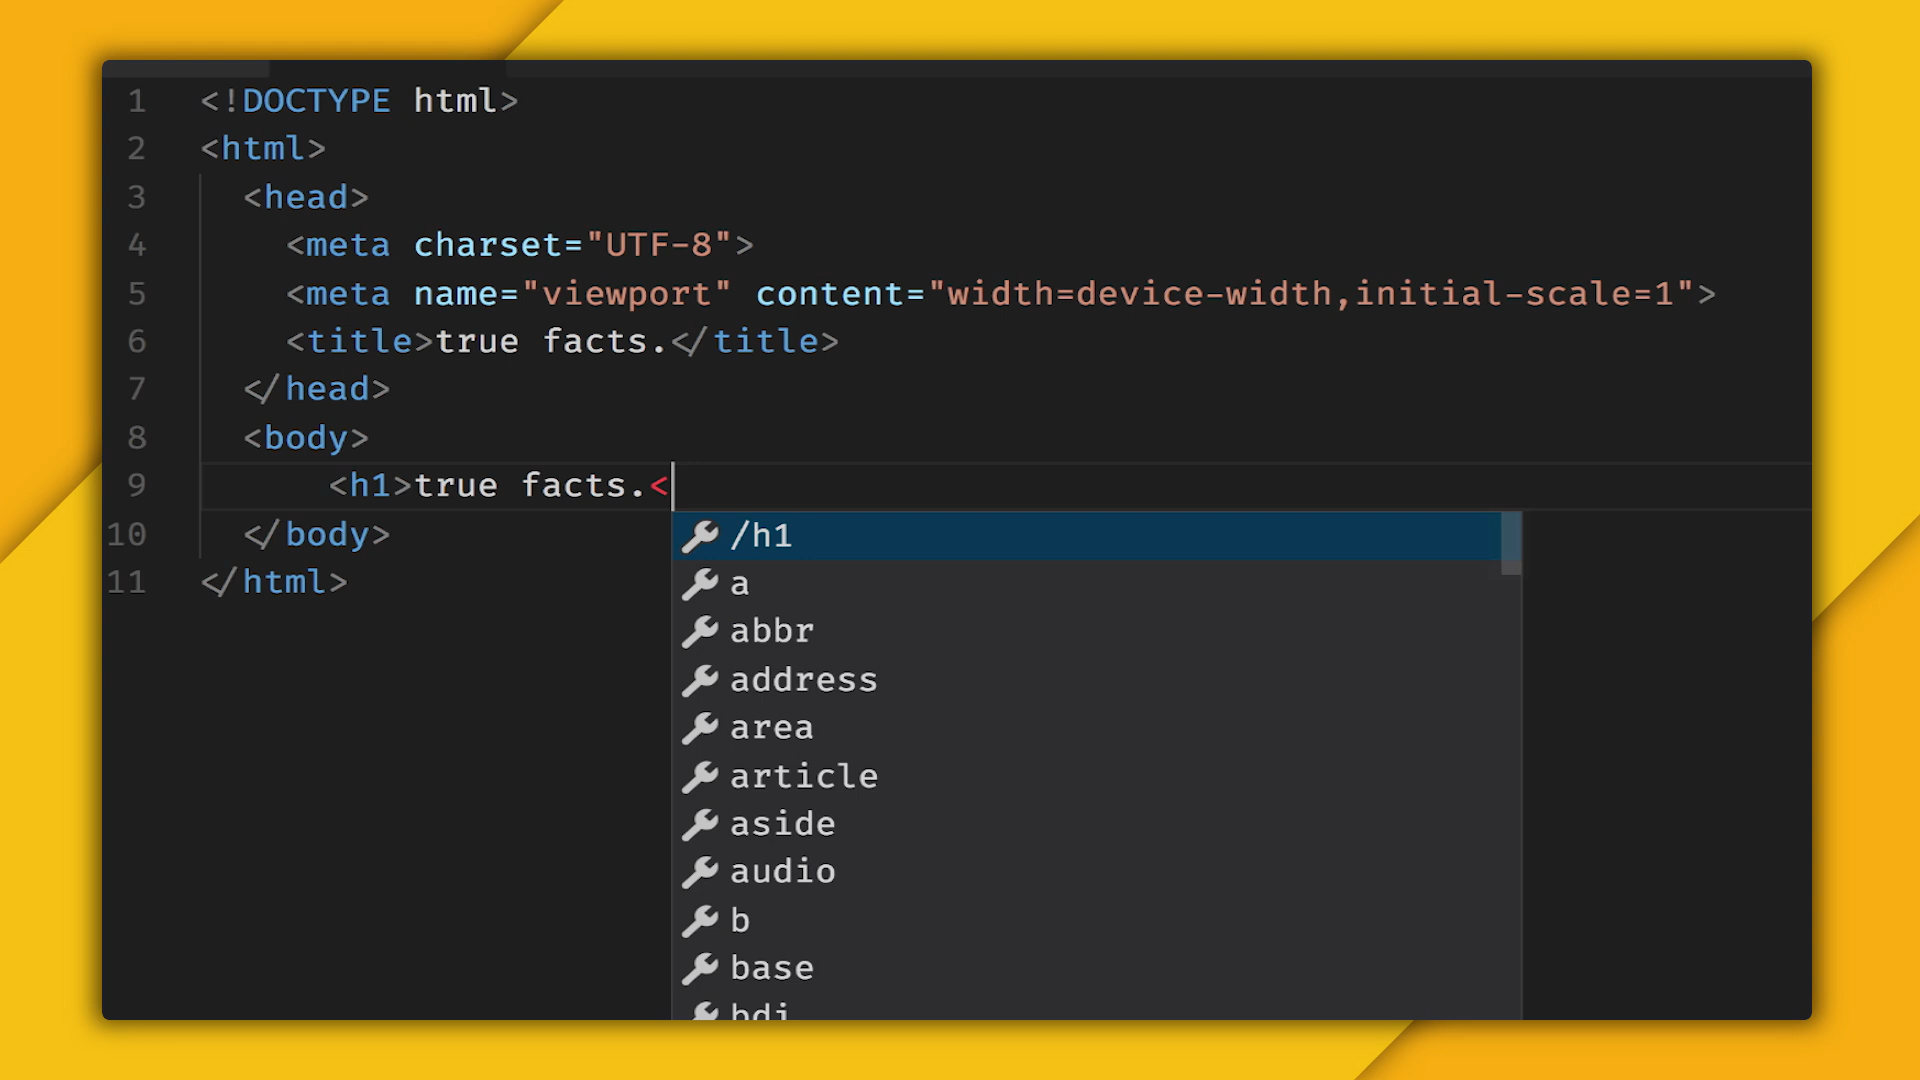 1 <!DOCTYPE html>
2 <html>
3 <head>
4 <meta charset="UTF-8">
5 <meta name="viewport" content="width=device-width,initial-scale=1">
6 <title>true facts.</title>
7 </head>
8 <body>
9 <h1>true facts.<
10 </body>
11 </html>
/h1
a
abbr
address
area
article
aside
audio
b
base
bdi